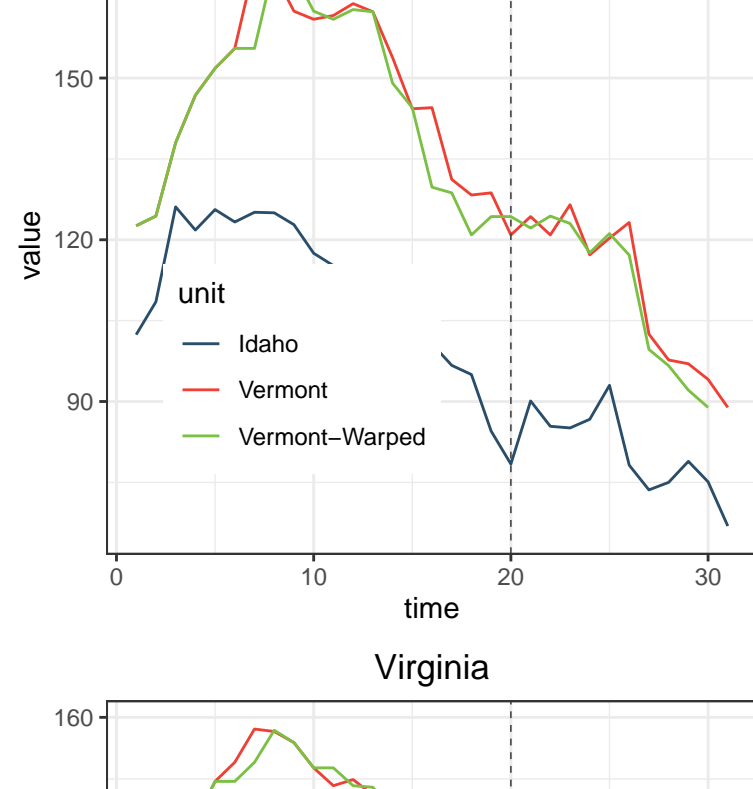 150
120
90
value
unit
Idaho
Vermont
Vermont−Warped
0 10 20 30
time
Virginia
160